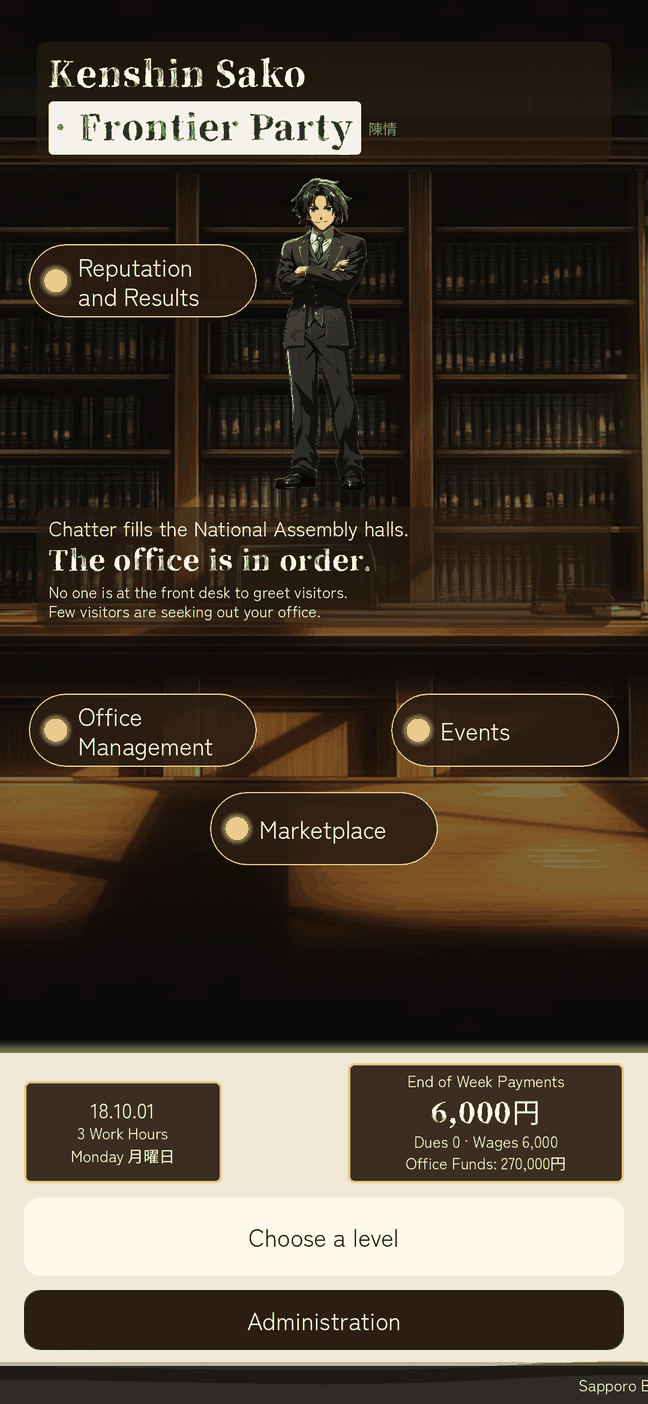 Kenshin Sako
· Frontier Party 陳情
Reputation
and Results
Chatter fills the National Assembly halls.
The office is in order.
No one is at the front desk to greet visitors.
Few visitors are seeking out your office.
Office
Management
Events
Marketplace
18.10.01
3 Work Hours
Monday 月曜日
End of Week Payments
6,000円
Dues 0 · Wages 6,000
Office Funds: 270,000円
Choose a level
Administration
Sapporo